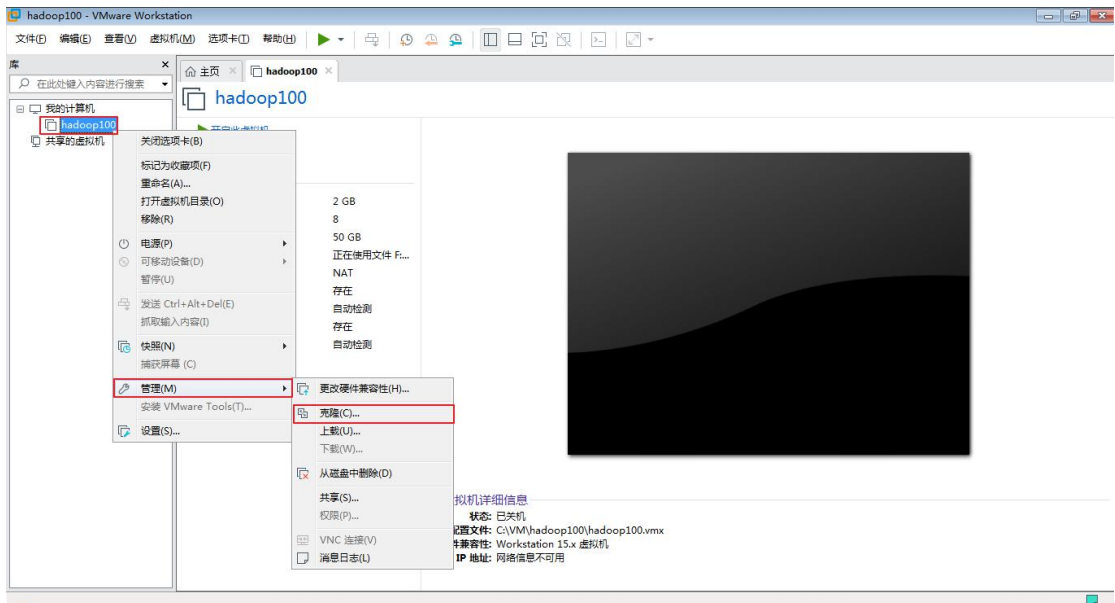 hadoop100 - VMware Workstation
文件(F) 编辑(E) 查看(V) 虚拟机(M) 选项卡(T) 帮助(H)
库
在此处键入内容进行搜索
主页
hadoop100
我的计算机
hadoop100
共享的虚拟机
hadoop100
开启此虚拟机
关闭选项卡(B)
标记为收藏项(F)
重命名(A)...
打开虚拟机目录(O)
移除(R)
电源(P)
可移动设备(D)
暂停(U)
发送 Ctrl+Alt+Del(E)
抓取输入内容(I)
快照(N)
捕获屏幕 (C)
管理(M)
安装 VMware Tools(T)...
设置(S)...
2 GB
8
50 GB
正在使用文件 F:...
NAT
存在
自动检测
存在
自动检测
更改硬件兼容性(H)...
克隆(C)...
上载(U)...
下载(W)...
从磁盘中删除(D)
共享(S)...
权限(P)...
VNC 连接(V)
消息日志(L)
拟机详细信息
状态: 已关机
配置文件: C:\VM\hadoop100\hadoop100.vmx
件兼容性: Workstation 15.x 虚拟机
IP 地址: 网络信息不可用